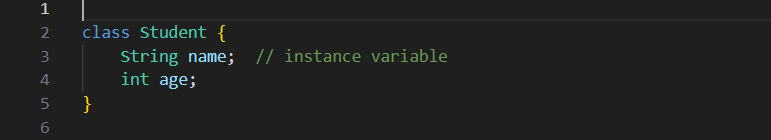 1
2 class Student {
3     String name;  // instance variable
4     int age;
5 }
6